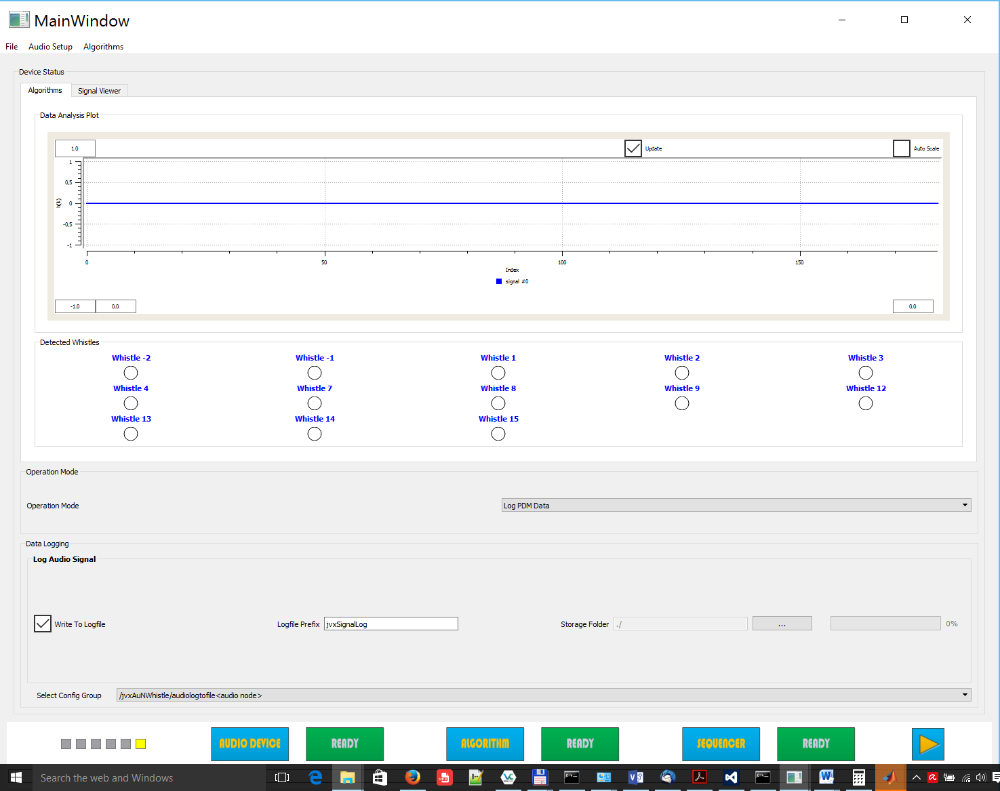 MainWindow
File Audio Setup Algorithms
Device Status
Algorithms Signal Viewer
Data Analysis Plot
1.0 Update Auto Scale
1
0,5
h(k) 0
-0,5
-1
0 50 100 150
Index
signal #0
-1.0 0.0 0.0
Detected Whistles
Whistle -2 Whistle -1 Whistle 1 Whistle 2 Whistle 3
Whistle 4 Whistle 7 Whistle 8 Whistle 9 Whistle 12
Whistle 13 Whistle 14 Whistle 15
Operation Mode
Operation Mode Log PDM Data
Data Logging
Log Audio Signal
Write To Logfile Logfile Prefix jvxSignalLog Storage Folder ./ ... 0%
Select Config Group /jvxAuNWhistle/audiologtofile<audio node>
AUDIO DEVICE READY ALGORITHM READY SEQUENCER READY
Search the web and Windows